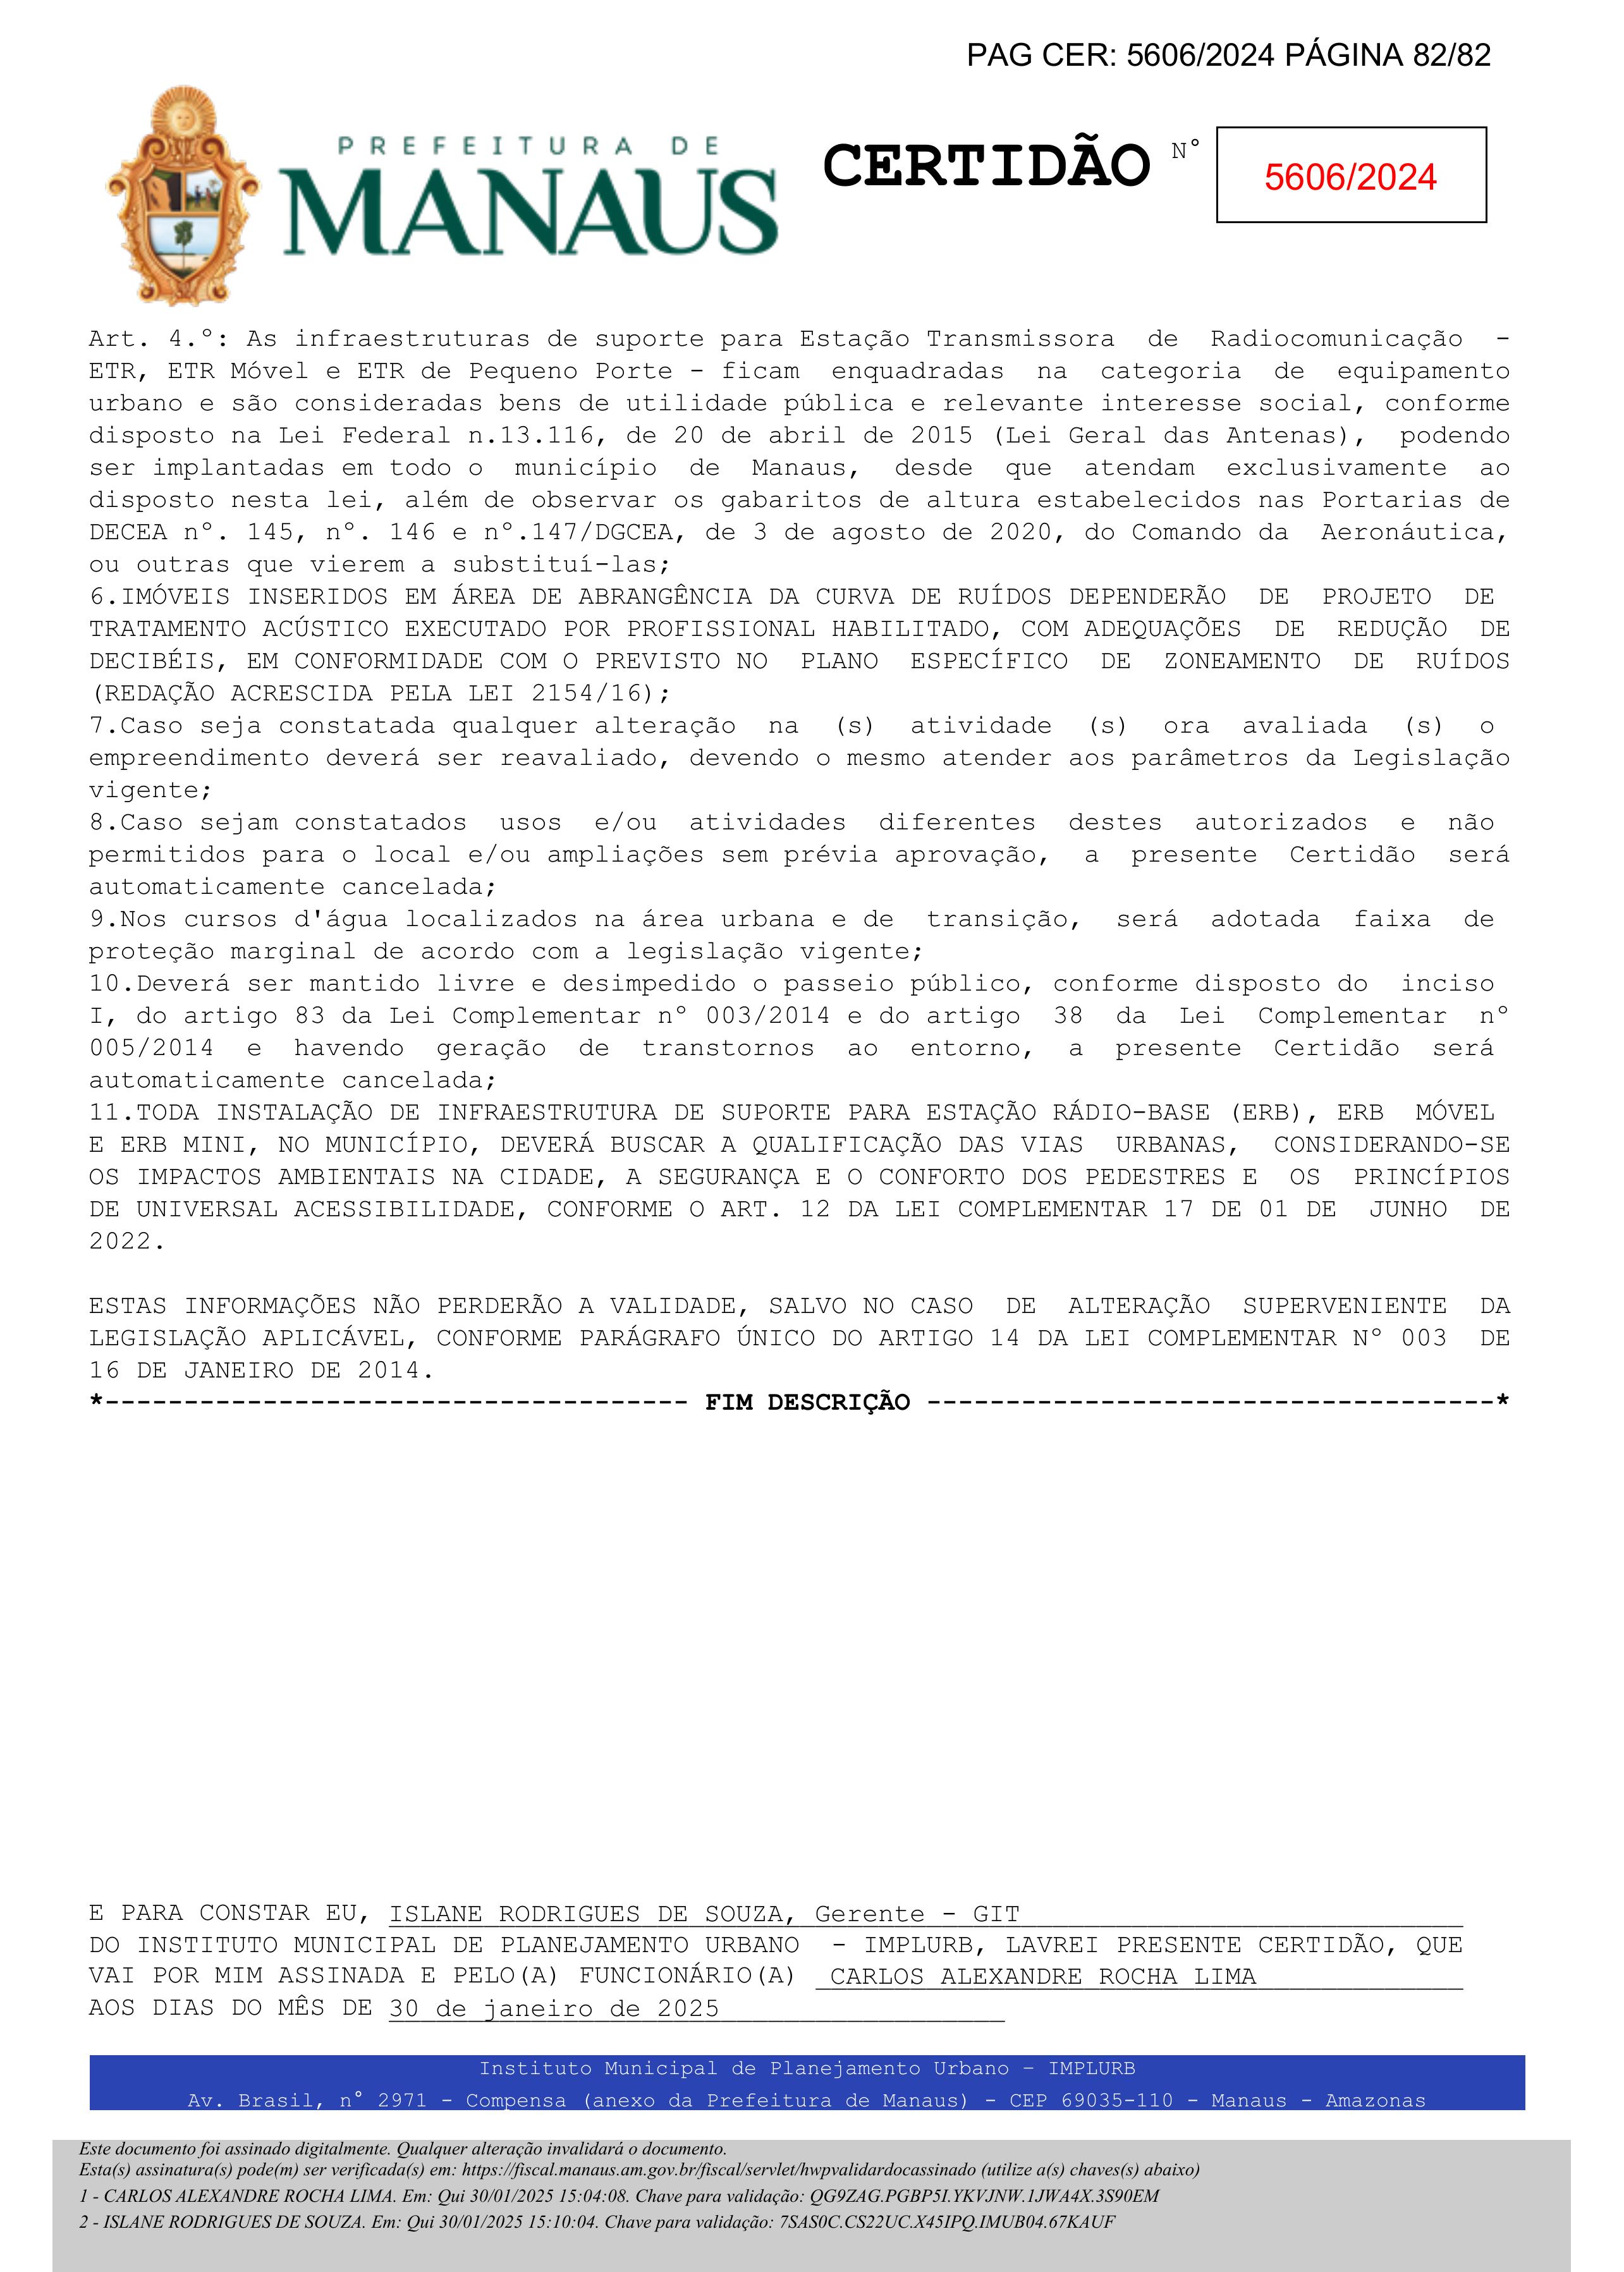 PAG CER: 5606/2024 PÁGINA 82/82
PREFEITURA DE
MANAUS
CERTIDÃO N° 5606/2024
Art. 4.º: As infraestruturas de suporte para Estação Transmissora de Radiocomunicação -
ETR, ETR Móvel e ETR de Pequeno Porte - ficam enquadradas na categoria de equipamento
urbano e são consideradas bens de utilidade pública e relevante interesse social, conforme
disposto na Lei Federal n.13.116, de 20 de abril de 2015 (Lei Geral das Antenas), podendo
ser implantadas em todo o município de Manaus, desde que atendam exclusivamente ao
disposto nesta lei, além de observar os gabaritos de altura estabelecidos nas Portarias de
DECEA nº. 145, nº. 146 e nº.147/DGCEA, de 3 de agosto de 2020, do Comando da Aeronáutica,
ou outras que vierem a substituí-las;
6.IMÓVEIS INSERIDOS EM ÁREA DE ABRANGÊNCIA DA CURVA DE RUÍDOS DEPENDERÃO DE PROJETO DE
TRATAMENTO ACÚSTICO EXECUTADO POR PROFISSIONAL HABILITADO, COM ADEQUAÇÕES DE REDUÇÃO DE
DECIBÉIS, EM CONFORMIDADE COM O PREVISTO NO PLANO ESPECÍFICO DE ZONEAMENTO DE RUÍDOS
(REDAÇÃO ACRESCIDA PELA LEI 2154/16);
7.Caso seja constatada qualquer alteração na (s) atividade (s) ora avaliada (s) o
empreendimento deverá ser reavaliado, devendo o mesmo atender aos parâmetros da Legislação
vigente;
8.Caso sejam constatados usos e/ou atividades diferentes destes autorizados e não
permitidos para o local e/ou ampliações sem prévia aprovação, a presente Certidão será
automaticamente cancelada;
9.Nos cursos d'água localizados na área urbana e de transição, será adotada faixa de
proteção marginal de acordo com a legislação vigente;
10.Deverá ser mantido livre e desimpedido o passeio público, conforme disposto do inciso
I, do artigo 83 da Lei Complementar nº 003/2014 e do artigo 38 da Lei Complementar nº
005/2014 e havendo geração de transtornos ao entorno, a presente Certidão será
automaticamente cancelada;
11.TODA INSTALAÇÃO DE INFRAESTRUTURA DE SUPORTE PARA ESTAÇÃO RÁDIO-BASE (ERB), ERB MÓVEL
E ERB MINI, NO MUNICÍPIO, DEVERÁ BUSCAR A QUALIFICAÇÃO DAS VIAS URBANAS, CONSIDERANDO-SE
OS IMPACTOS AMBIENTAIS NA CIDADE, A SEGURANÇA E O CONFORTO DOS PEDESTRES E OS PRINCÍPIOS
DE UNIVERSAL ACESSIBILIDADE, CONFORME O ART. 12 DA LEI COMPLEMENTAR 17 DE 01 DE JUNHO DE
2022.
ESTAS INFORMAÇÕES NÃO PERDERÃO A VALIDADE, SALVO NO CASO DE ALTERAÇÃO SUPERVENIENTE DA
LEGISLAÇÃO APLICÁVEL, CONFORME PARÁGRAFO ÚNICO DO ARTIGO 14 DA LEI COMPLEMENTAR Nº 003 DE
16 DE JANEIRO DE 2014.
*------------------------------------- FIM DESCRIÇÃO ------------------------------------*
E PARA CONSTAR EU, ISLANE RODRIGUES DE SOUZA, Gerente - GIT
DO INSTITUTO MUNICIPAL DE PLANEJAMENTO URBANO - IMPLURB, LAVREI PRESENTE CERTIDÃO, QUE
VAI POR MIM ASSINADA E PELO(A) FUNCIONÁRIO(A) CARLOS ALEXANDRE ROCHA LIMA
AOS DIAS DO MÊS DE 30 de janeiro de 2025
Instituto Municipal de Planejamento Urbano – IMPLURB
Av. Brasil, n° 2971 - Compensa (anexo da Prefeitura de Manaus) - CEP 69035-110 - Manaus - Amazonas
Este documento foi assinado digitalmente. Qualquer alteração invalidará o documento.
Esta(s) assinatura(s) pode(m) ser verificada(s) em: https://fiscal.manaus.am.gov.br/fiscal/servlet/hwpvalidardocassinado (utilize a(s) chaves(s) abaixo)
1 - CARLOS ALEXANDRE ROCHA LIMA. Em: Qui 30/01/2025 15:04:08. Chave para validação: QG9ZAG.PGBP5I.YKVJNW.1JWA4X.3S90EM
2 - ISLANE RODRIGUES DE SOUZA. Em: Qui 30/01/2025 15:10:04. Chave para validação: 7SAS0C.CS22UC.X45IPQ.IMUB04.67KAUF